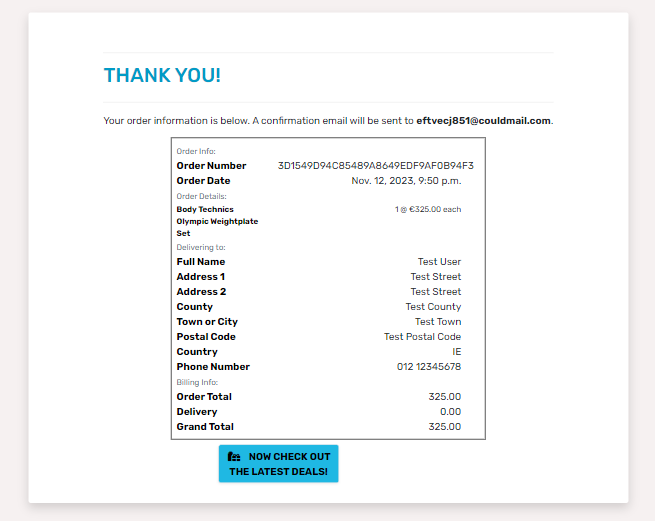 THANK YOU!
Your order information is below. A confirmation email will be sent to eftvecj851@couldmail.com.
Order Info:
Order Number 3D1549D94C85489A8649EDF9AF0B94F3
Order Date Nov. 12, 2023, 9:50 p.m.
Order Details:
Body Technics 1 @ €325.00 each
Olympic Weightplate
Set
Delivering to:
Full Name Test User
Address 1 Test Street
Address 2 Test Street
County Test County
Town or City Test Town
Postal Code Test Postal Code
Country IE
Phone Number 012 12345678
Billing Info:
Order Total 325.00
Delivery 0.00
Grand Total 325.00
NOW CHECK OUT
THE LATEST DEALS!